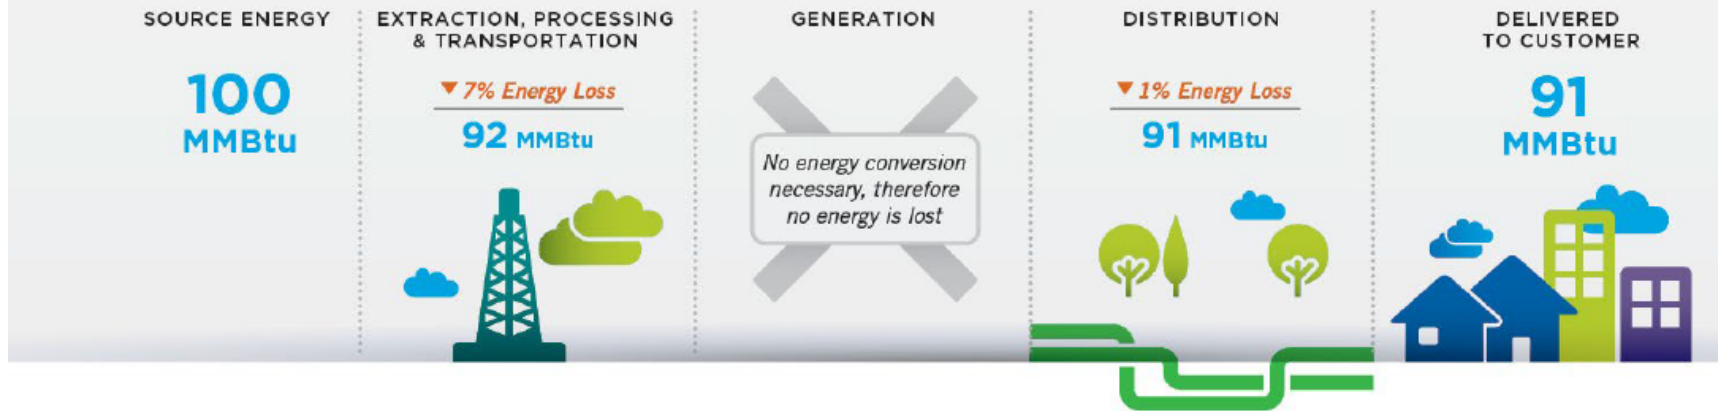 SOURCE ENERGY
100
MMBtu
EXTRACTION, PROCESSING
& TRANSPORTATION
▼ 7% Energy Loss
92 MMBtu
GENERATION
No energy conversion
necessary, therefore
no energy is lost
DISTRIBUTION
▼ 1% Energy Loss
91 MMBtu
DELIVERED
TO CUSTOMER
91
MMBtu